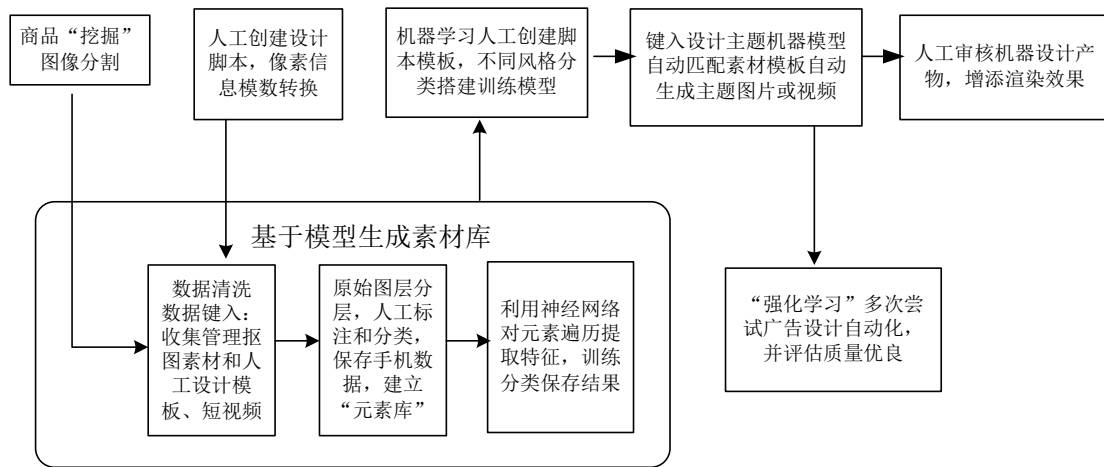 商品“挖掘”
图像分割
人工创建设计
脚本，像素信
息模数转换
机器学习人工创建脚
本模板，不同风格分
类搭建训练模型
键入设计主题机器模型
自动匹配素材模板自动
生成主题图片或视频
人工审核机器设计产
物，增添渲染效果
基于模型生成素材库
数据清洗
数据键入：
收集管理抠
图素材和人
工设计模
板、短视频
原始图层分
层，人工标
注和分类，
保存手机数
据，建立
“元素库”
利用神经网络
对元素遍历提
取特征，训练
分类保存结果
“强化学习”多次尝
试广告设计自动化，
并评估质量优良